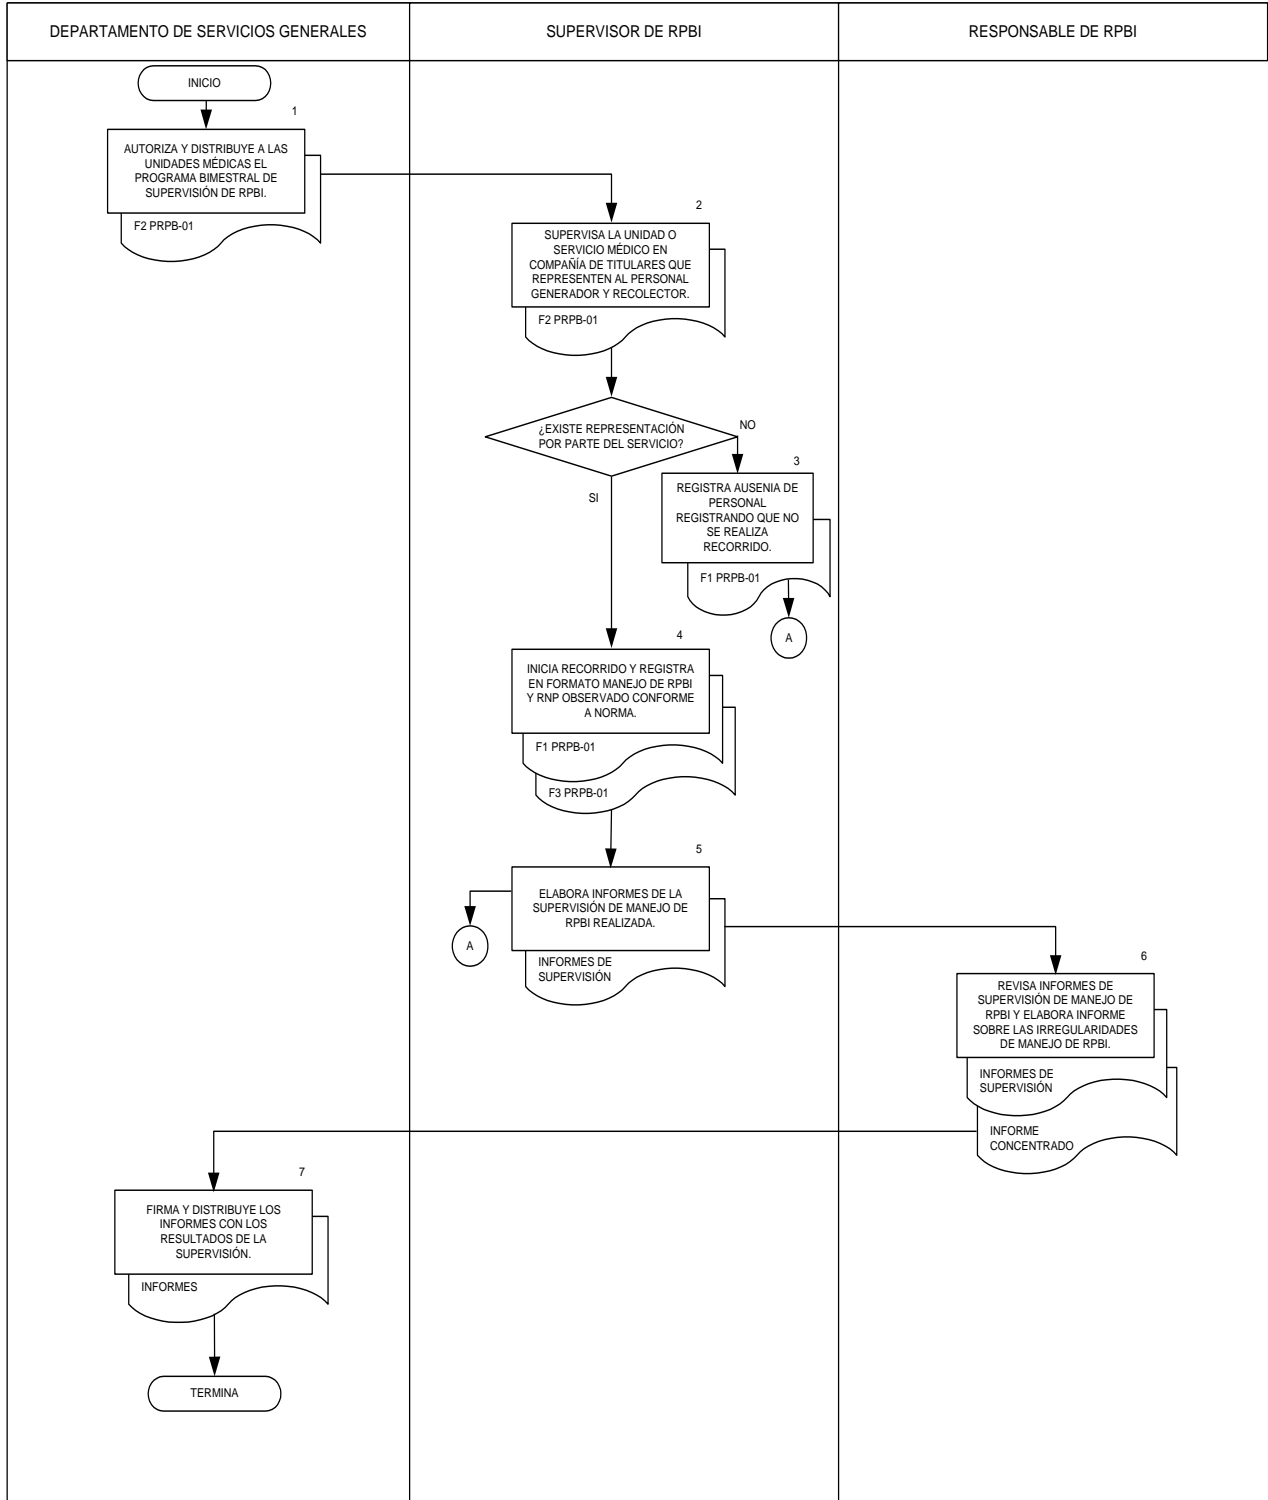 DEPARTAMENTO DE SERVICIOS GENERALES
SUPERVISOR DE RPBI
RESPONSABLE DE RPBI
INICIO
1
AUTORIZA Y DISTRIBUYE A LAS
UNIDADES MÉDICAS EL
PROGRAMA BIMESTRAL DE
SUPERVISIÓN DE RPBI.
F2 PRPB-01
2
SUPERVISA LA UNIDAD O
SERVICIO MÉDICO EN
COMPAÑÍA DE TITULARES QUE
REPRESENTEN AL PERSONAL
GENERADOR Y RECOLECTOR.
F2 PRPB-01
¿EXISTE REPRESENTACIÓN
POR PARTE DEL SERVICIO?
NO
SI
3
REGISTRA AUSENIA DE
PERSONAL
REGISTRANDO QUE NO
SE REALIZA
RECORRIDO.
F1 PRPB-01
A
4
INICIA RECORRIDO Y REGISTRA
EN FORMATO MANEJO DE RPBI
Y RNP OBSERVADO CONFORME
A NORMA.
F1 PRPB-01
F3 PRPB-01
5
ELABORA INFORMES DE LA
SUPERVISIÓN DE MANEJO DE
RPBI REALIZADA.
A
INFORMES DE
SUPERVISIÓN
6
REVISA INFORMES DE
SUPERVISIÓN DE MANEJO DE
RPBI Y ELABORA INFORME
SOBRE LAS IRREGULARIDADES
DE MANEJO DE RPBI.
INFORMES DE
SUPERVISIÓN
INFORME
CONCENTRADO
7
FIRMA Y DISTRIBUYE LOS
INFORMES CON LOS
RESULTADOS DE LA
SUPERVISIÓN.
INFORMES
TERMINA